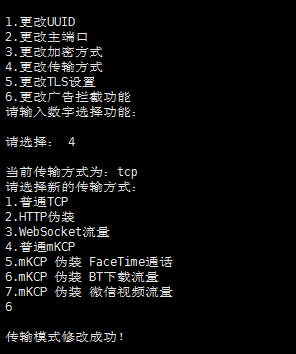 1.更改UUID
2.更改主端口
3.更改加密方式
4.更改传输方式
5.更改TLS设置
6.更改广告拦截功能
请输入数字选择功能：
请选择： 4
当前传输方式为：tcp
请选择新的传输方式：
1.普通TCP
2.HTTP伪装
3.WebSocket流量
4.普通mKCP
5.mKCP 伪装 FaceTime通话
6.mKCP 伪装 BT下载流量
7.mKCP 伪装 微信视频流量
6
传输模式修改成功！